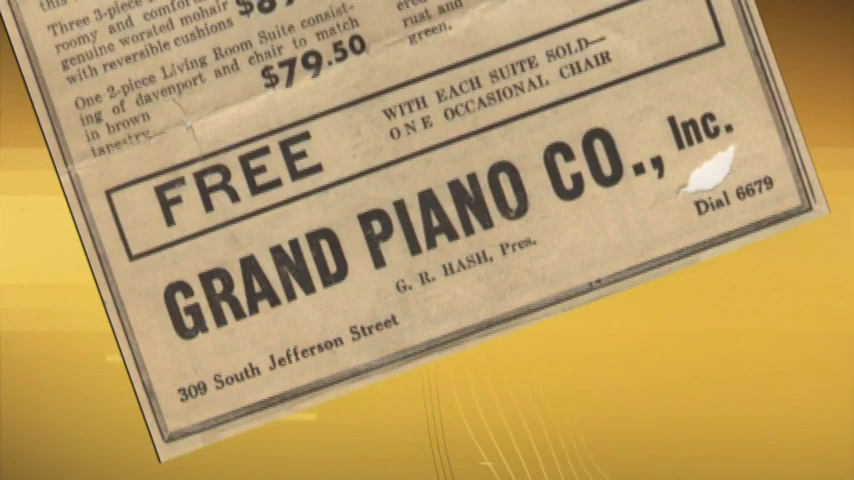 Three 3-piece
roomy and comfor
genuine worsted mohair
with reversible cushions
One 2-piece Living Room Suite consist-
ing of davenport and chair to match
in brown
tapestry—
$79.50
rust and
green.
FREE
WITH EACH SUITE SOLD—
ONE OCCASIONAL CHAIR
GRAND PIANO CO., Inc.
G. R. HASH, Pres.
Dial 6679
309 South Jefferson Street